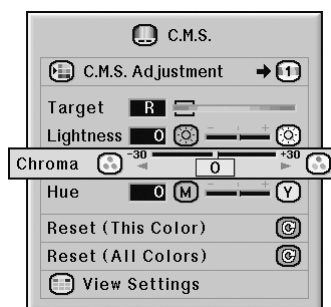 C.M.S.
C.M.S. Adjustment 1
Target R
Lightness 0 - +
Chroma -30 0 +30
Hue 0 M - + Y
Reset (This Color)
Reset (All Colors)
View Settings